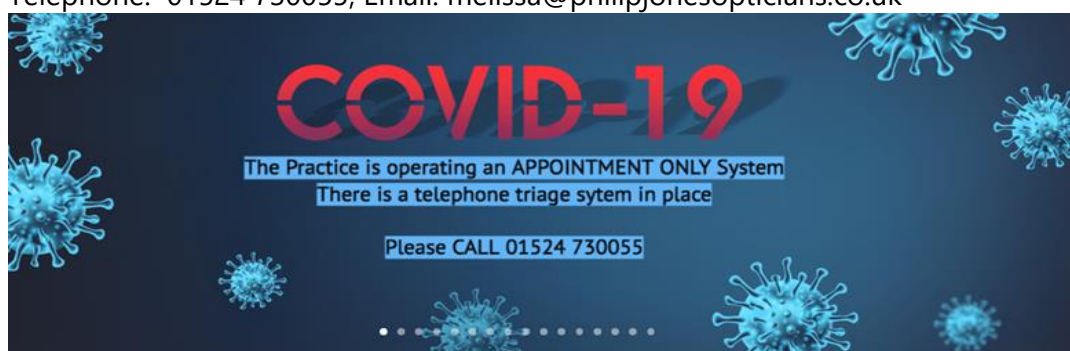 Telephone: 01524 730055, Email: melissa@philipjonesopticians.co.uk
COVID-19
The Practice is operating an APPOINTMENT ONLY System
There is a telephone triage sytem in place
Please CALL 01524 730055